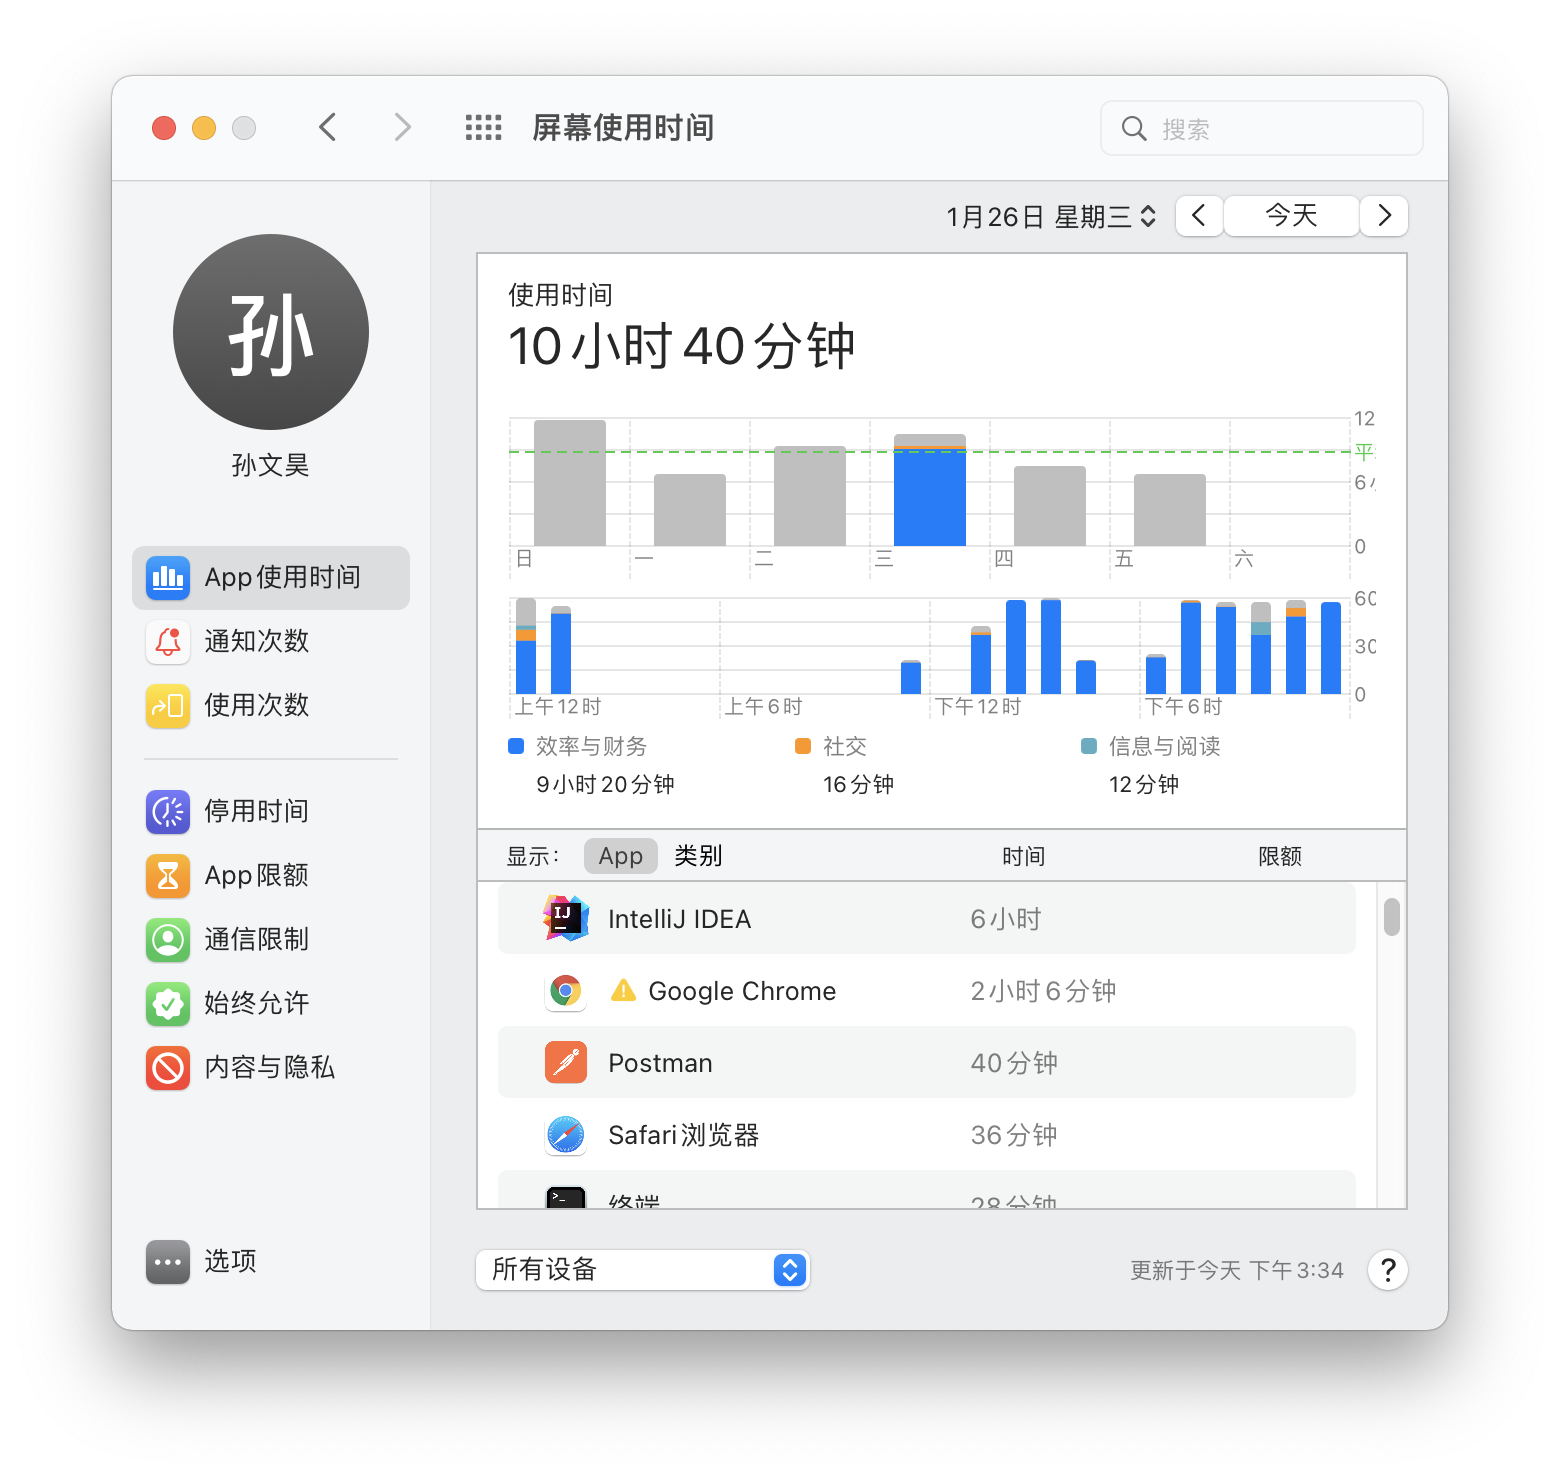 屏幕使用时间
搜索
孙
孙文昊
App使用时间
通知次数
使用次数
停用时间
App限额
通信限制
始终允许
内容与隐私
选项
1月26日 星期三
今天
使用时间
10小时40分钟
12
平
6小
0
日 一 二 三 四 五 六
60
30
0
上午12时 上午6时 下午12时 下午6时
效率与财务 社交 信息与阅读
9小时20分钟 16分钟 12分钟
显示： App 类别 时间 限额
IJ
IntelliJ IDEA 6小时
Google Chrome 2小时6分钟
Postman 40分钟
Safari浏览器 36分钟
>_
终端 28分钟
所有设备
更新于今天 下午3:34
?